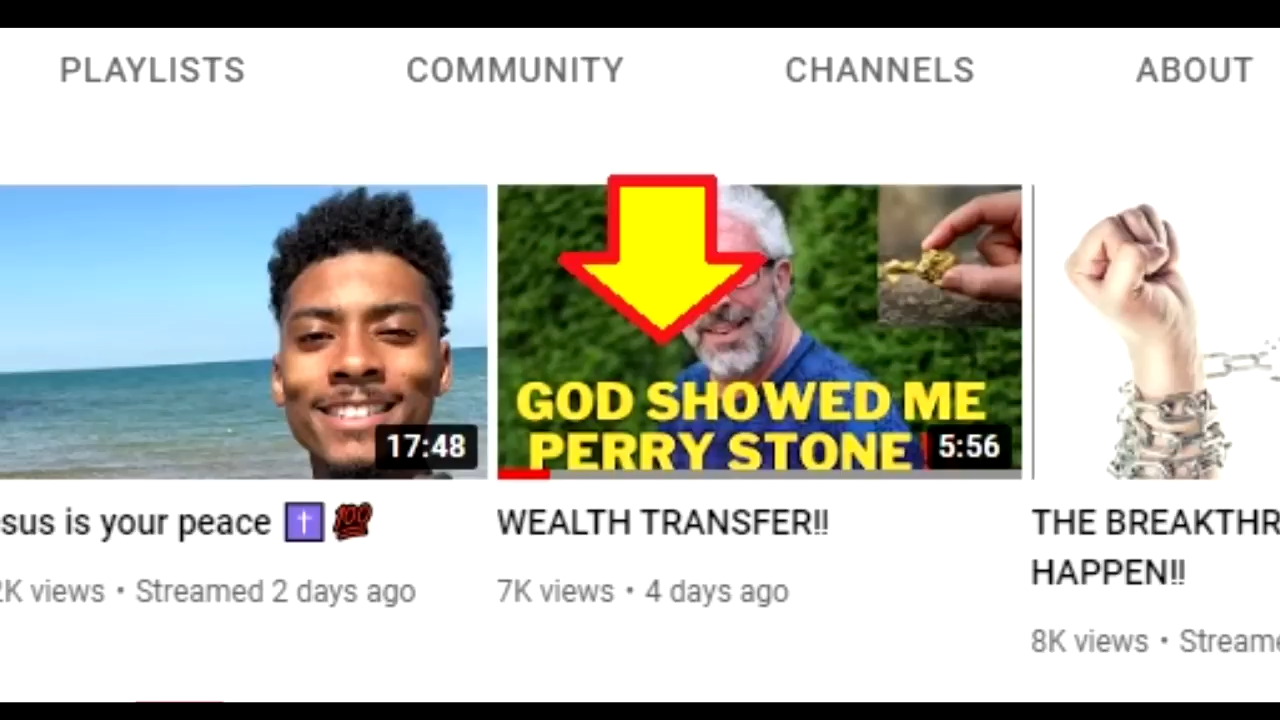 PLAYLISTS COMMUNITY CHANNELS ABOUT
GOD SHOWED ME
PERRY STONE
17:48
5:56
sus is your peace ✝️ 💯
WEALTH TRANSFER!!
THE BREAKTHR
HAPPEN!!
2K views • Streamed 2 days ago
7K views • 4 days ago
8K views • Streame